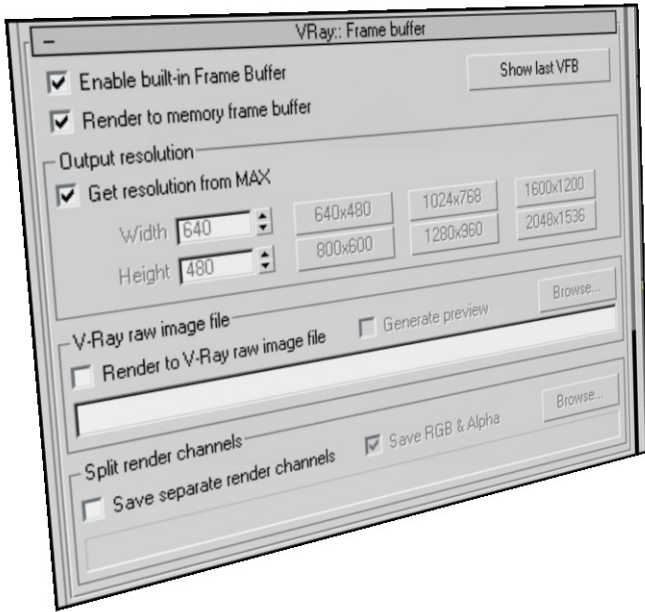 VRay:: Frame buffer
Enable built-in Frame Buffer
Show last VFB
Render to memory frame buffer
Output resolution
Get resolution from MAX
Width 640
640x480 1024x768 1600x1200
Height 480
800x600 1280x960 2048x1536
V-Ray raw image file
Render to V-Ray raw image file
Generate preview
Browse...
Split render channels
Save separate render channels
Save RGB & Alpha
Browse...